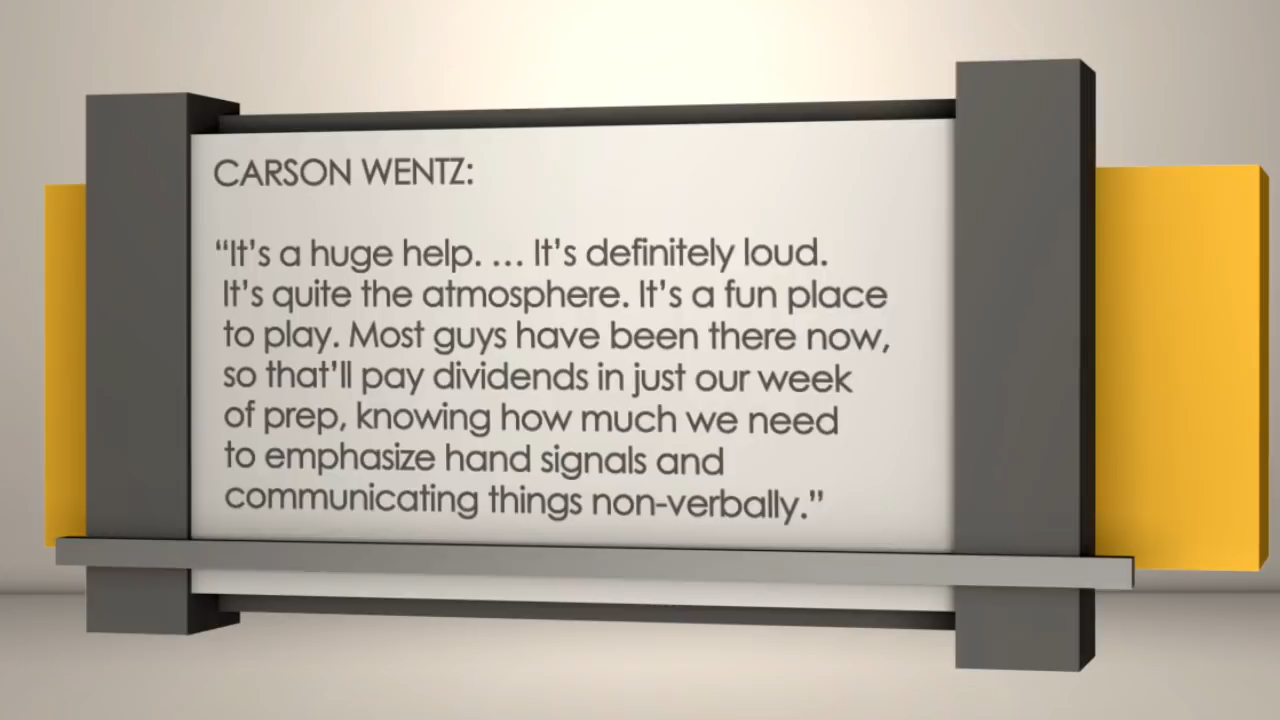 CARSON WENTZ:
“It’s a huge help. ... It’s definitely loud.
It’s quite the atmosphere. It’s a fun place
to play. Most guys have been there now,
so that’ll pay dividends in just our week
of prep, knowing how much we need
to emphasize hand signals and
communicating things non-verbally.”